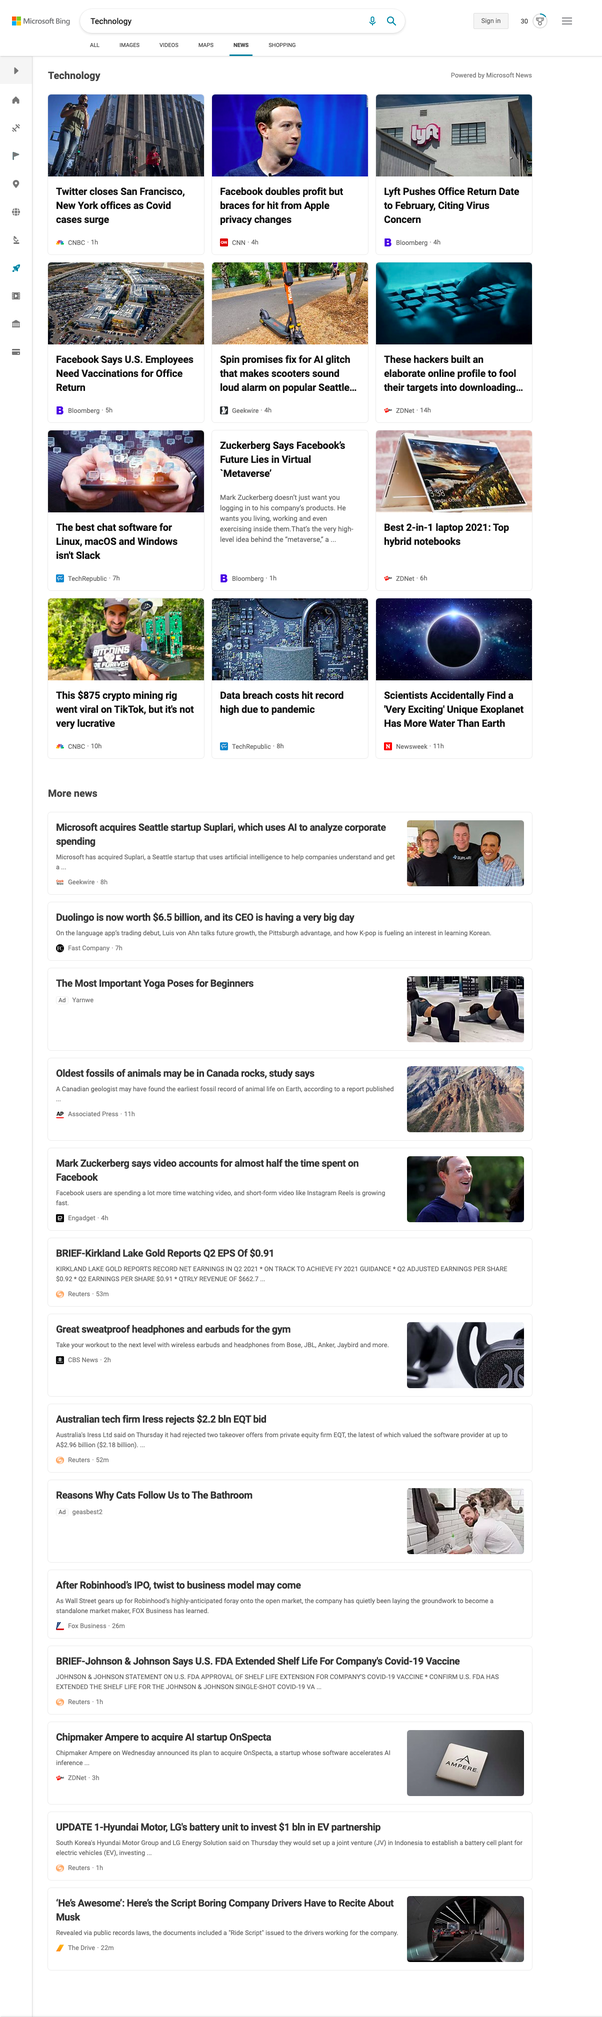 Microsoft Bing
Technology
Sign in
30
ALL IMAGES VIDEOS MAPS NEWS SHOPPING
Technology
Powered by Microsoft News
Twitter closes San Francisco,
New York offices as Covid
cases surge
CNBC · 1h
Facebook doubles profit but
braces for hit from Apple
privacy changes
CNN · 4h
lyft
Lyft Pushes Office Return Date
to February, Citing Virus
Concern
Bloomberg · 4h
Facebook Says U.S. Employees
Need Vaccinations for Office
Return
Bloomberg · 5h
Spin promises fix for AI glitch
that makes scooters sound
loud alarm on popular Seattle...
Geekwire · 4h
These hackers built an
elaborate online profile to fool
their targets into downloading...
ZDNet · 14h
The best chat software for
Linux, macOS and Windows
isn't Slack
TechRepublic · 7h
Zuckerberg Says Facebook's
Future Lies in Virtual
`Metaverse'
Mark Zuckerberg doesn't just want you
logging in to his company's products. He
wants you living, working and even
exercising inside them.That's the very high-
level idea behind the "metaverse," a ...
Bloomberg · 1h
Best 2-in-1 laptop 2021: Top
hybrid notebooks
ZDNet · 6h
BITCOINS
This $875 crypto mining rig
went viral on TikTok, but it's not
very lucrative
CNBC · 10h
Data breach costs hit record
high due to pandemic
TechRepublic · 8h
Scientists Accidentally Find a
'Very Exciting' Unique Exoplanet
Has More Water Than Earth
Newsweek · 11h
More news
Microsoft acquires Seattle startup Suplari, which uses AI to analyze corporate
spending
Microsoft has acquired Suplari, a Seattle startup that uses artificial intelligence to help companies understand and get
a ...
Geekwire · 8h
Duolingo is now worth $6.5 billion, and its CEO is having a very big day
On the language app's trading debut, Luis von Ahn talks future growth, the Pittsburgh advantage, and how K-pop is fueling an interest in learning Korean.
Fast Company · 7h
The Most Important Yoga Poses for Beginners
Ad Yarnwe
Oldest fossils of animals may be in Canada rocks, study says
A Canadian geologist may have found the earliest fossil record of animal life on Earth, according to a report published
...
AP Associated Press · 11h
Mark Zuckerberg says video accounts for almost half the time spent on
Facebook
Facebook users are spending a lot more time watching video, and short-form video like Instagram Reels is growing
fast.
Engadget · 4h
BRIEF-Kirkland Lake Gold Reports Q2 EPS Of $0.91
KIRKLAND LAKE GOLD REPORTS RECORD NET EARNINGS IN Q2 2021 * ON TRACK TO ACHIEVE FY 2021 GUIDANCE * Q2 ADJUSTED EARNINGS PER SHARE
$0.92 * Q2 EARNINGS PER SHARE $0.91 * QTRLY REVENUE OF $662.7 ...
Reuters · 53m
Great sweatproof headphones and earbuds for the gym
Take your workout to the next level with wireless earbuds and headphones from Bose, JBL, Anker, Jaybird and more.
CBS News · 2h
Australian tech firm Iress rejects $2.2 bln EQT bid
Australia's Iress Ltd said on Thursday it had rejected two takeover offers from private equity firm EQT, the latest of which valued the software provider at up to
A$2.96 billion ($2.18 billion). ...
Reuters · 52m
Reasons Why Cats Follow Us to The Bathroom
Ad geasbest2
After Robinhood's IPO, twist to business model may come
As Wall Street gears up for Robinhood's highly-anticipated foray onto the open market, the company has quietly been laying the groundwork to become a
standalone market maker, FOX Business has learned.
Fox Business · 26m
BRIEF-Johnson & Johnson Says U.S. FDA Extended Shelf Life For Company's Covid-19 Vaccine
JOHNSON & JOHNSON STATEMENT ON U.S. FDA APPROVAL OF SHELF LIFE EXTENSION FOR COMPANY'S COVID-19 VACCINE * CONFIRM U.S. FDA HAS
EXTENDED THE SHELF LIFE FOR THE JOHNSON & JOHNSON SINGLE-SHOT COVID-19 VA ...
Reuters · 1h
Chipmaker Ampere to acquire AI startup OnSpecta
Chipmaker Ampere on Wednesday announced its plan to acquire OnSpecta, a startup whose software accelerates AI
inference ...
ZDNet · 3h
AMPERE
UPDATE 1-Hyundai Motor, LG's battery unit to invest $1 bln in EV partnership
South Korea's Hyundai Motor Group and LG Energy Solution said on Thursday they would set up a joint venture (JV) in Indonesia to establish a battery cell plant for
electric vehicles (EV), investing ...
Reuters · 1h
'He's Awesome': Here's the Script Boring Company Drivers Have to Recite About
Musk
Revealed via public records laws, the documents included a "Ride Script" issued to the drivers working for the company.
The Drive · 22m